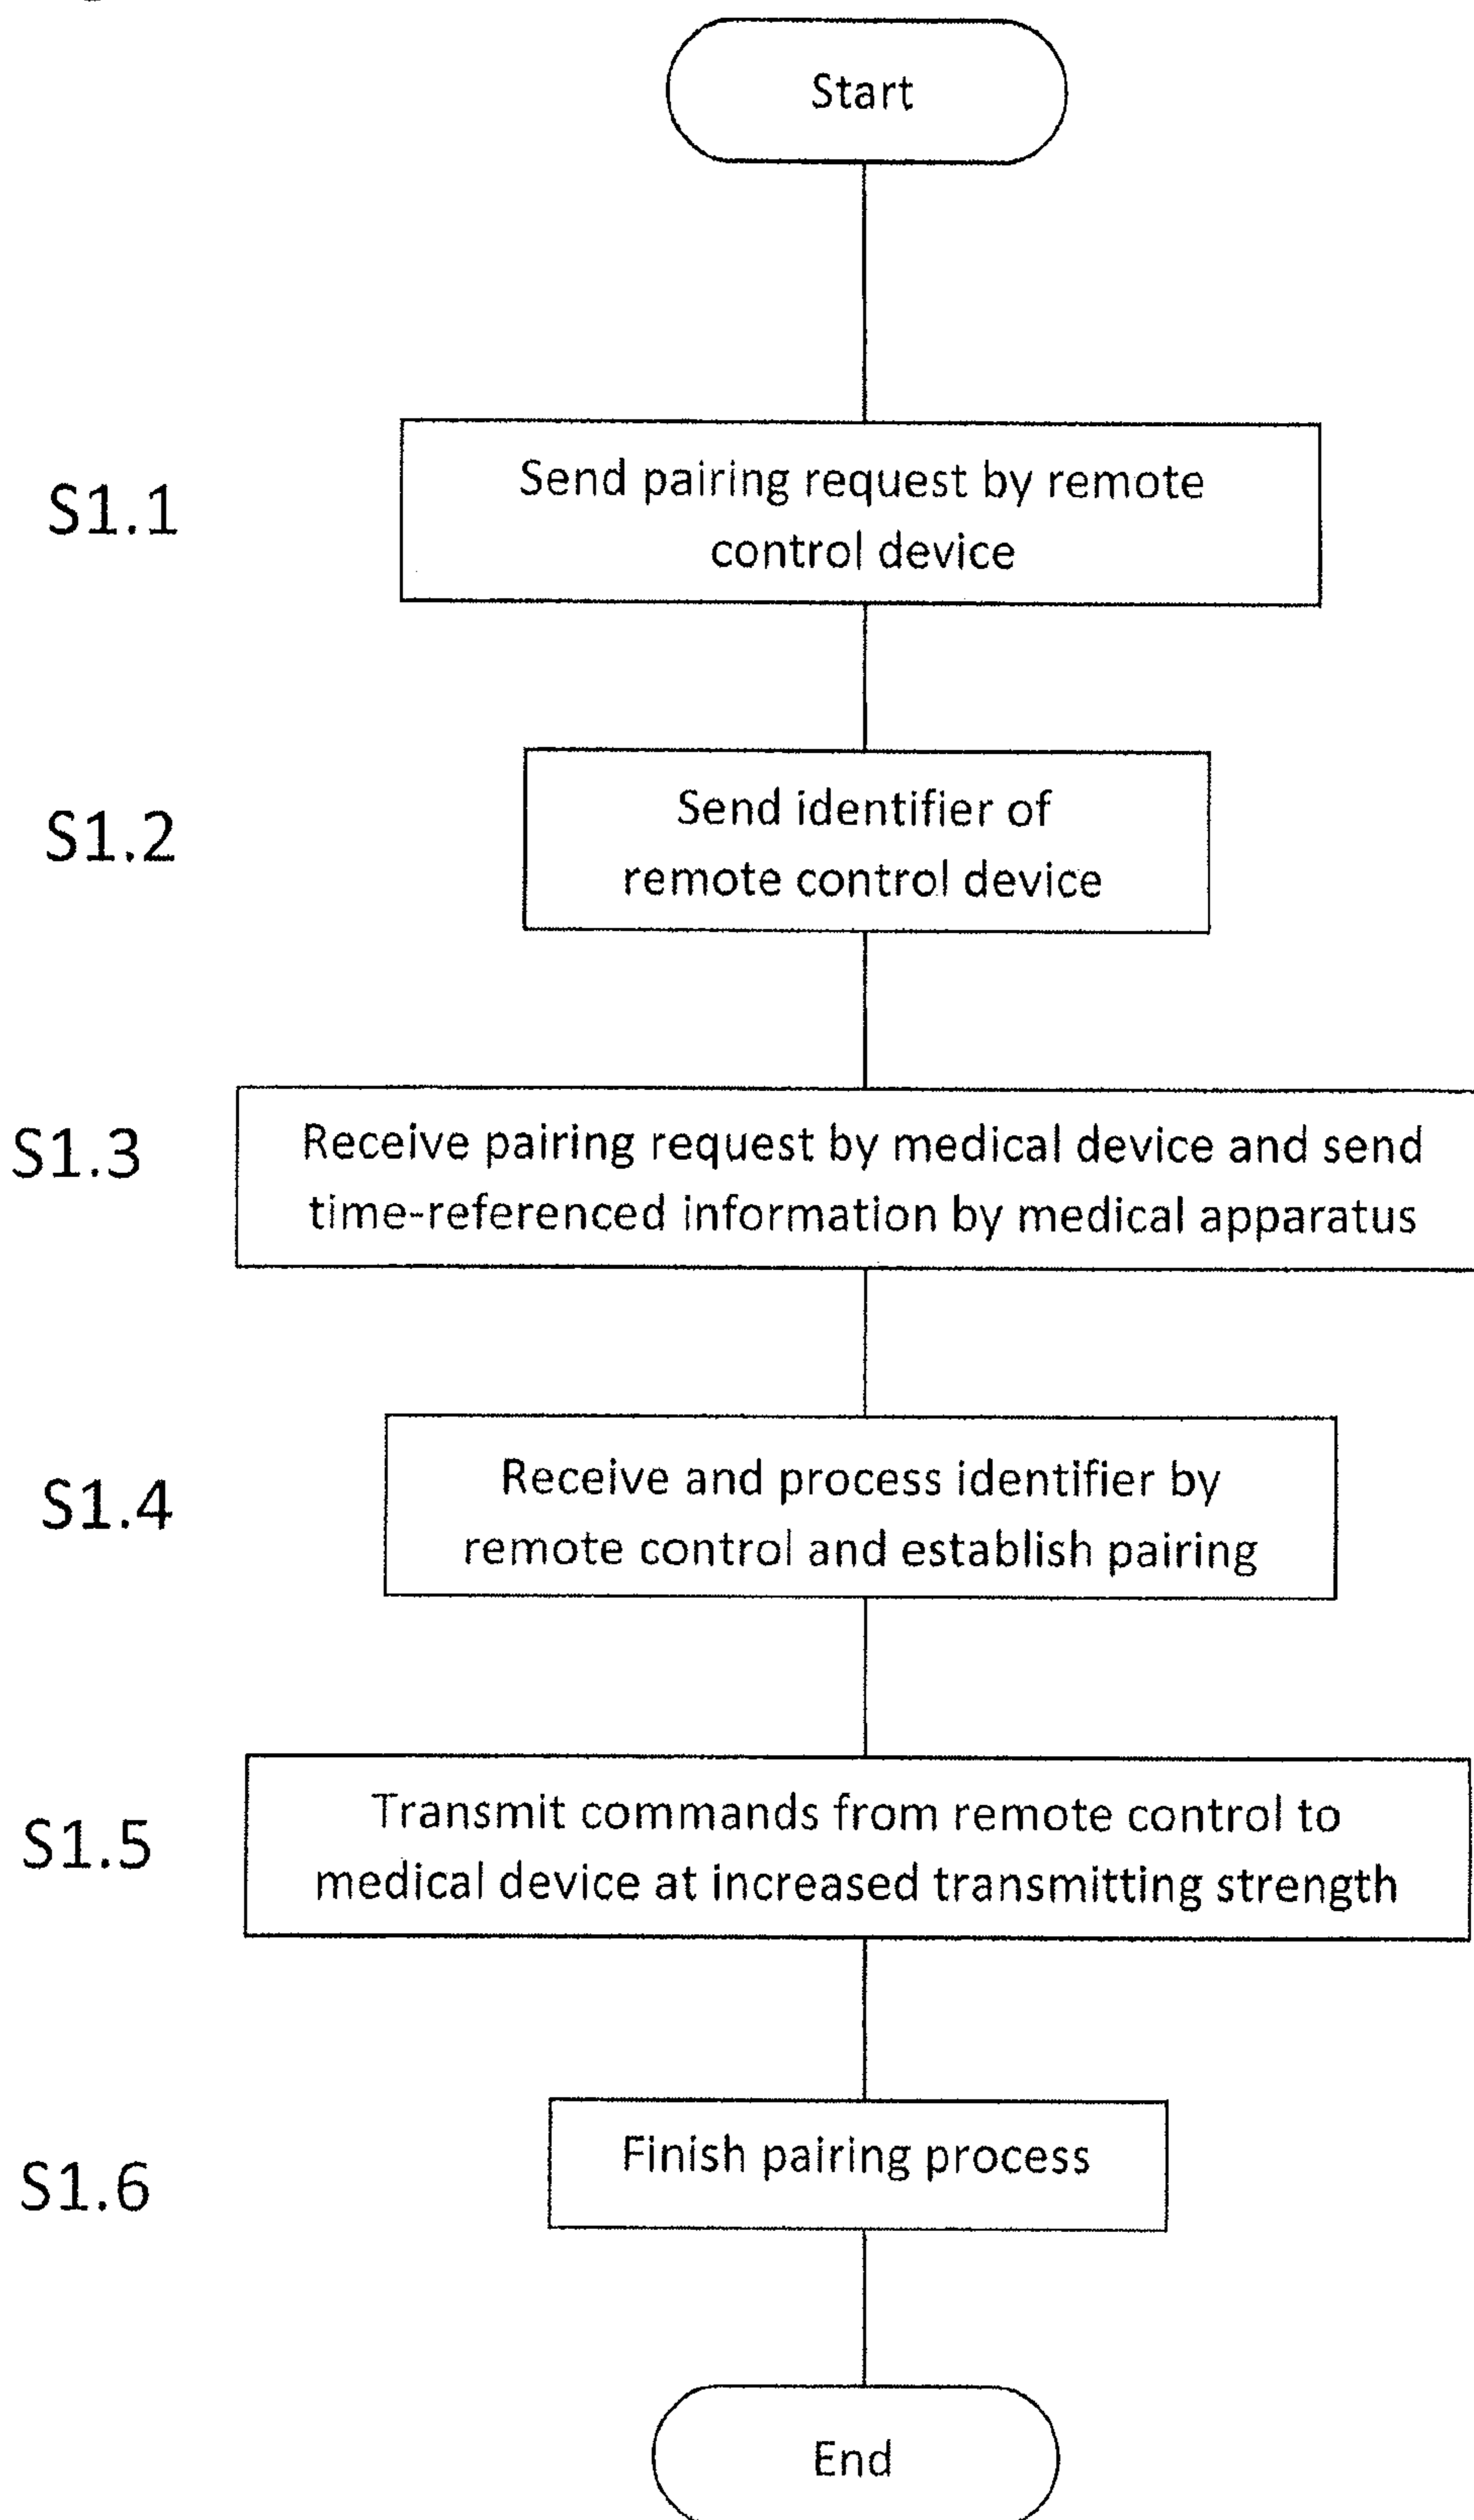 Start
S1.1
Send pairing request by remote
control device
S1.2
Send identifier of
remote control device
S1.3
Receive pairing request by medical device and send
time-referenced information by medical apparatus
S1.4
Receive and process identifier by
remote control and establish pairing
S1.5
Transmit commands from remote control to
medical device at increased transmitting strength
S1.6
Finish pairing process
End